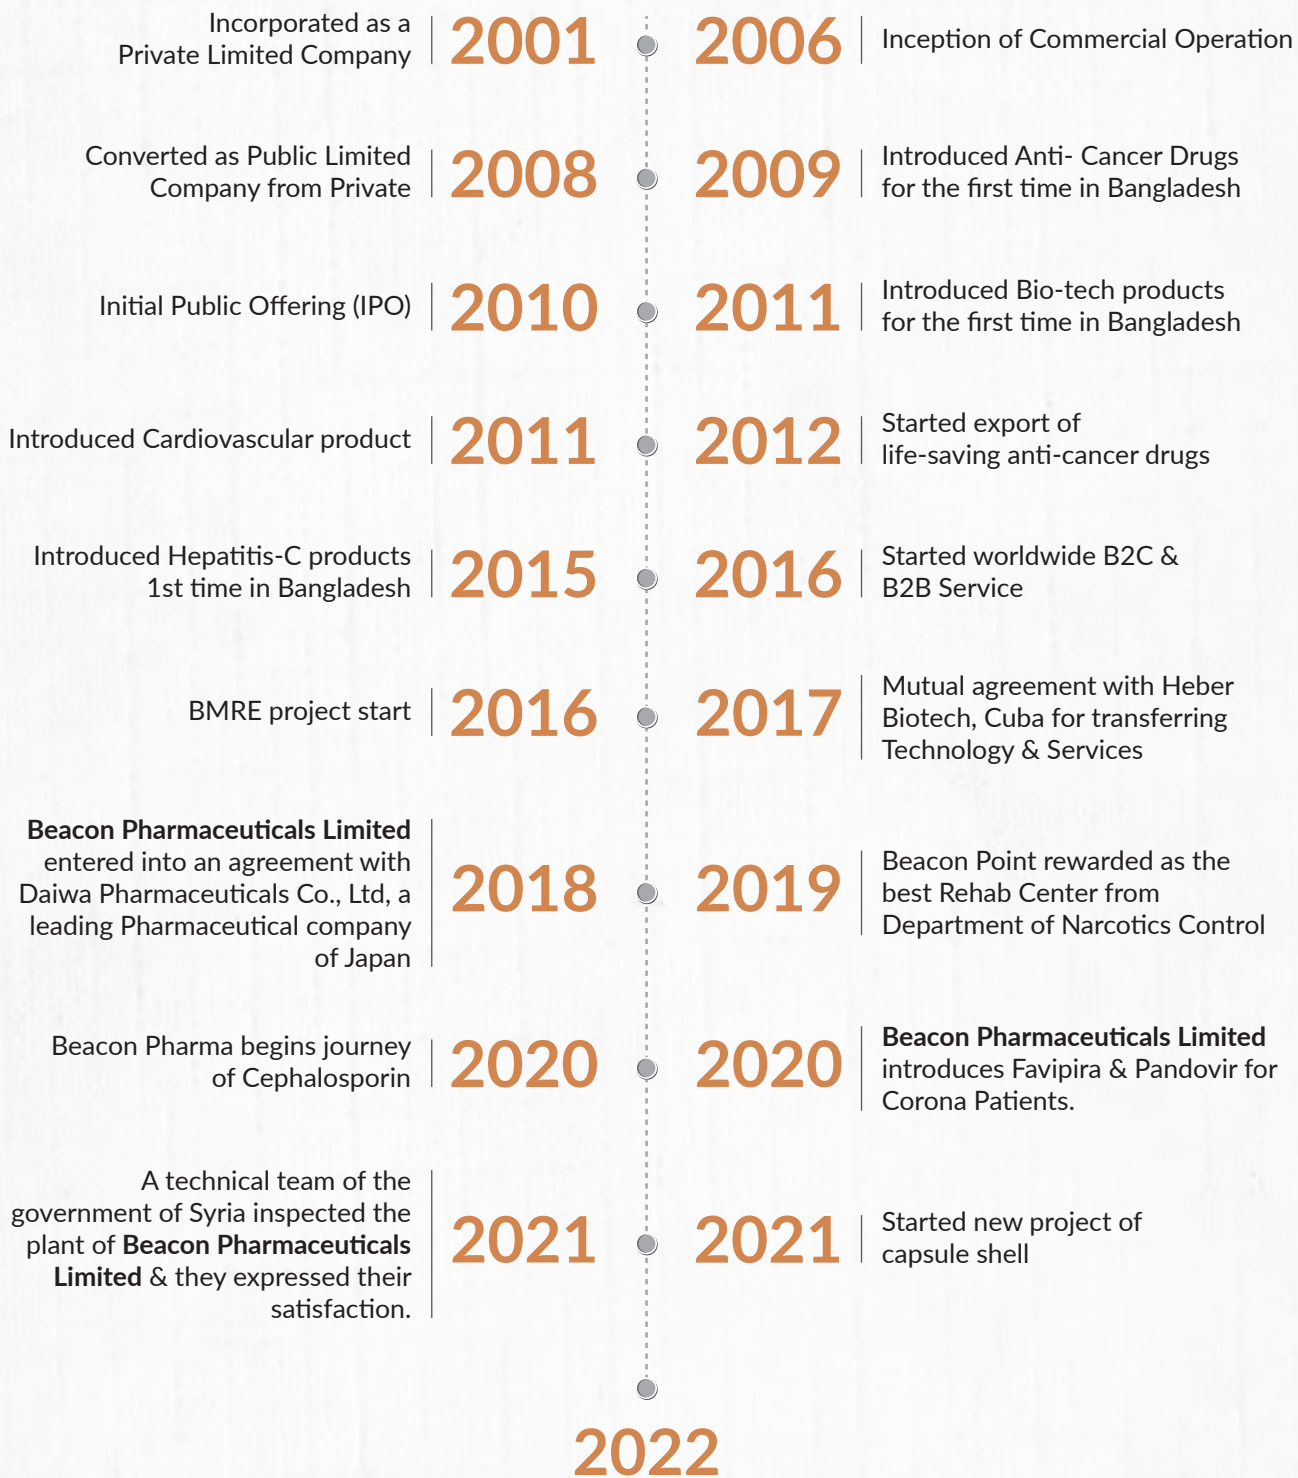 Incorporated as a
Private Limited Company
2001
2006
Inception of Commercial Operation
Converted as Public Limited
Company from Private
2008
2009
Introduced Anti- Cancer Drugs
for the first time in Bangladesh
Initial Public Offering (IPO)
2010
2011
Introduced Bio-tech products
for the first time in Bangladesh
Introduced Cardiovascular product
2011
2012
Started export of
life-saving anti-cancer drugs
Introduced Hepatitis-C products
1st time in Bangladesh
2015
2016
Started worldwide B2C &
B2B Service
BMRE project start
2016
2017
Mutual agreement with Heber
Biotech, Cuba for transferring
Technology & Services
Beacon Pharmaceuticals Limited
entered into an agreement with
Daiwa Pharmaceuticals Co., Ltd, a
leading Pharmaceutical company
of Japan
2018
2019
Beacon Point rewarded as the
best Rehab Center from
Department of Narcotics Control
Beacon Pharma begins journey
of Cephalosporin
2020
2020
Beacon Pharmaceuticals Limited
introduces Favipira & Pandovir for
Corona Patients.
A technical team of the
government of Syria inspected the
plant of Beacon Pharmaceuticals
Limited & they expressed their
satisfaction.
2021
2021
Started new project of
capsule shell
2022